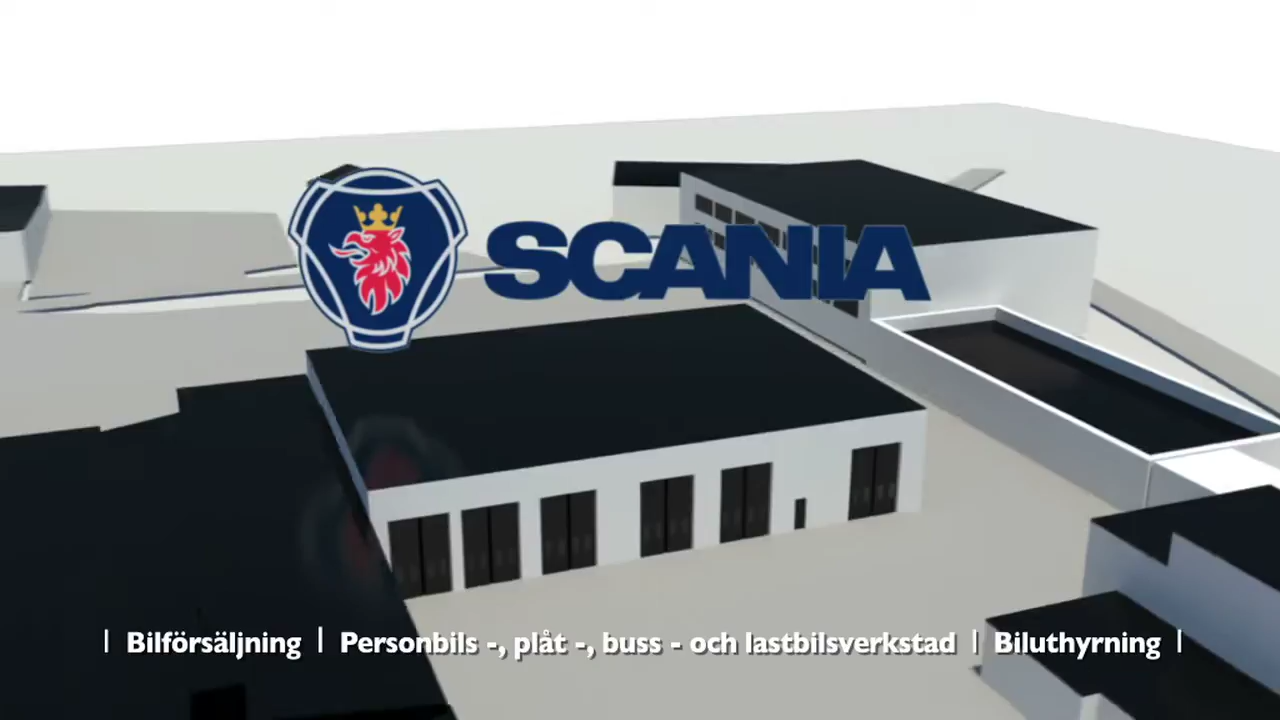 SCANIA
| Bilförsäljning | Personbils -, plåt -, buss - och lastbilsverkstad | Biluthyrning |